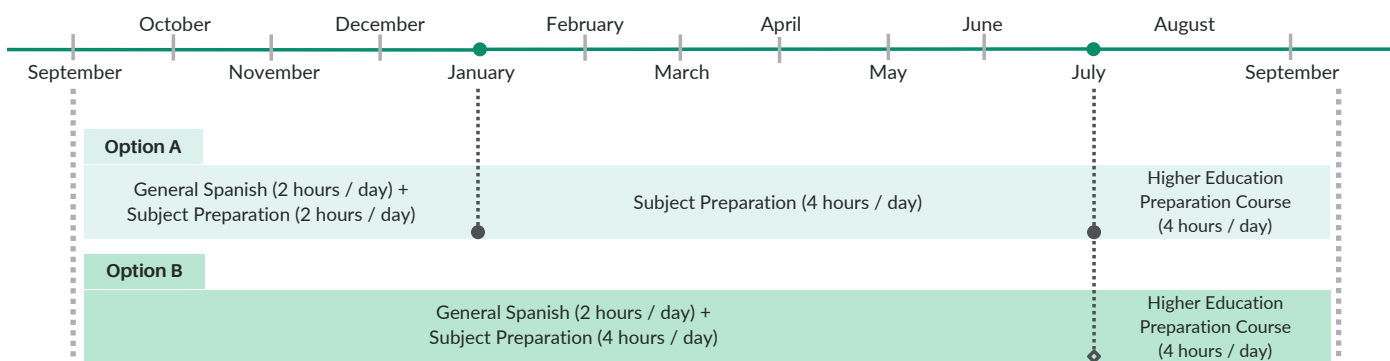 October December February April June August
September November January March May July September
Option A
General Spanish (2 hours / day) +
Subject Preparation (2 hours / day)
Subject Preparation (4 hours / day)
Higher Education
Preparation Course
(4 hours / day)
Option B
General Spanish (2 hours / day) +
Subject Preparation (4 hours / day)
Higher Education
Preparation Course
(4 hours / day)